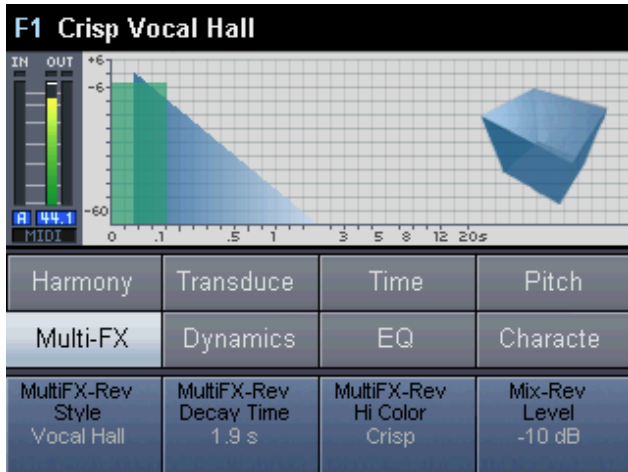 F1 Crisp Vocal Hall
IN OUT
+6
-6
-60
A 44.1
MIDI
0 .1 .5 1 3 5 8 12 20s
Harmony Transduce Time Pitch
Multi-FX Dynamics EQ Characte
MultiFX-Rev Style Vocal Hall
MultiFX-Rev Decay Time 1.9 s
MultiFX-Rev Hi Color Crisp
Mix-Rev Level -10 dB